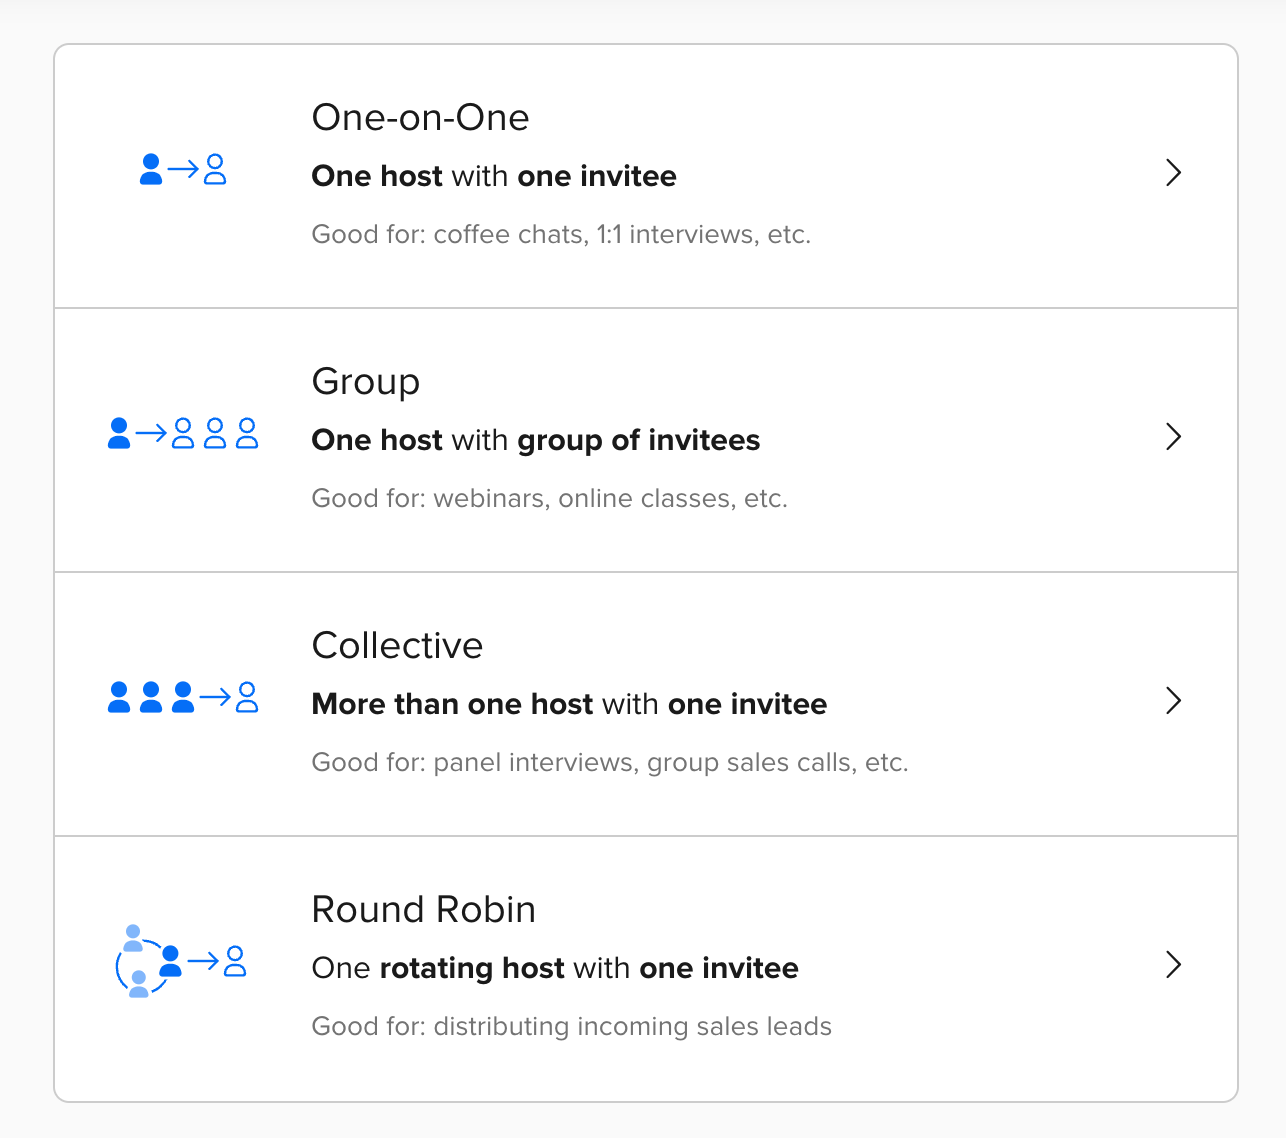 One-on-One
One host with one invitee
Good for: coffee chats, 1:1 interviews, etc.
Group
One host with group of invitees
Good for: webinars, online classes, etc.
Collective
More than one host with one invitee
Good for: panel interviews, group sales calls, etc.
Round Robin
One rotating host with one invitee
Good for: distributing incoming sales leads